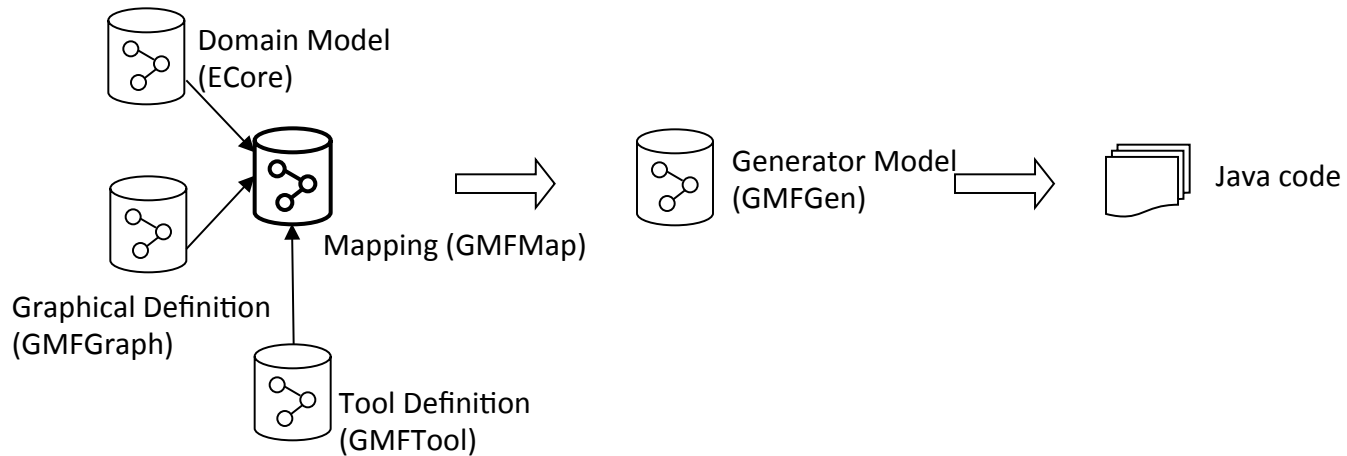 Domain Model
(ECore)
Mapping (GMFMap)
Generator Model
(GMFGen)
Java code
Graphical Definition
(GMFGraph)
Tool Definition
(GMFTool)